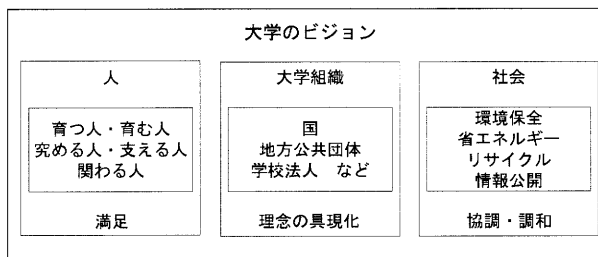 大学のビジョン
人
育つ人・育む人
究める人・支える人
関わる人
満足
大学組織
国
地方公共団体
学校法人　など
理念の具現化
社会
環境保全
省エネルギー
リサイクル
情報公開
協調・調和